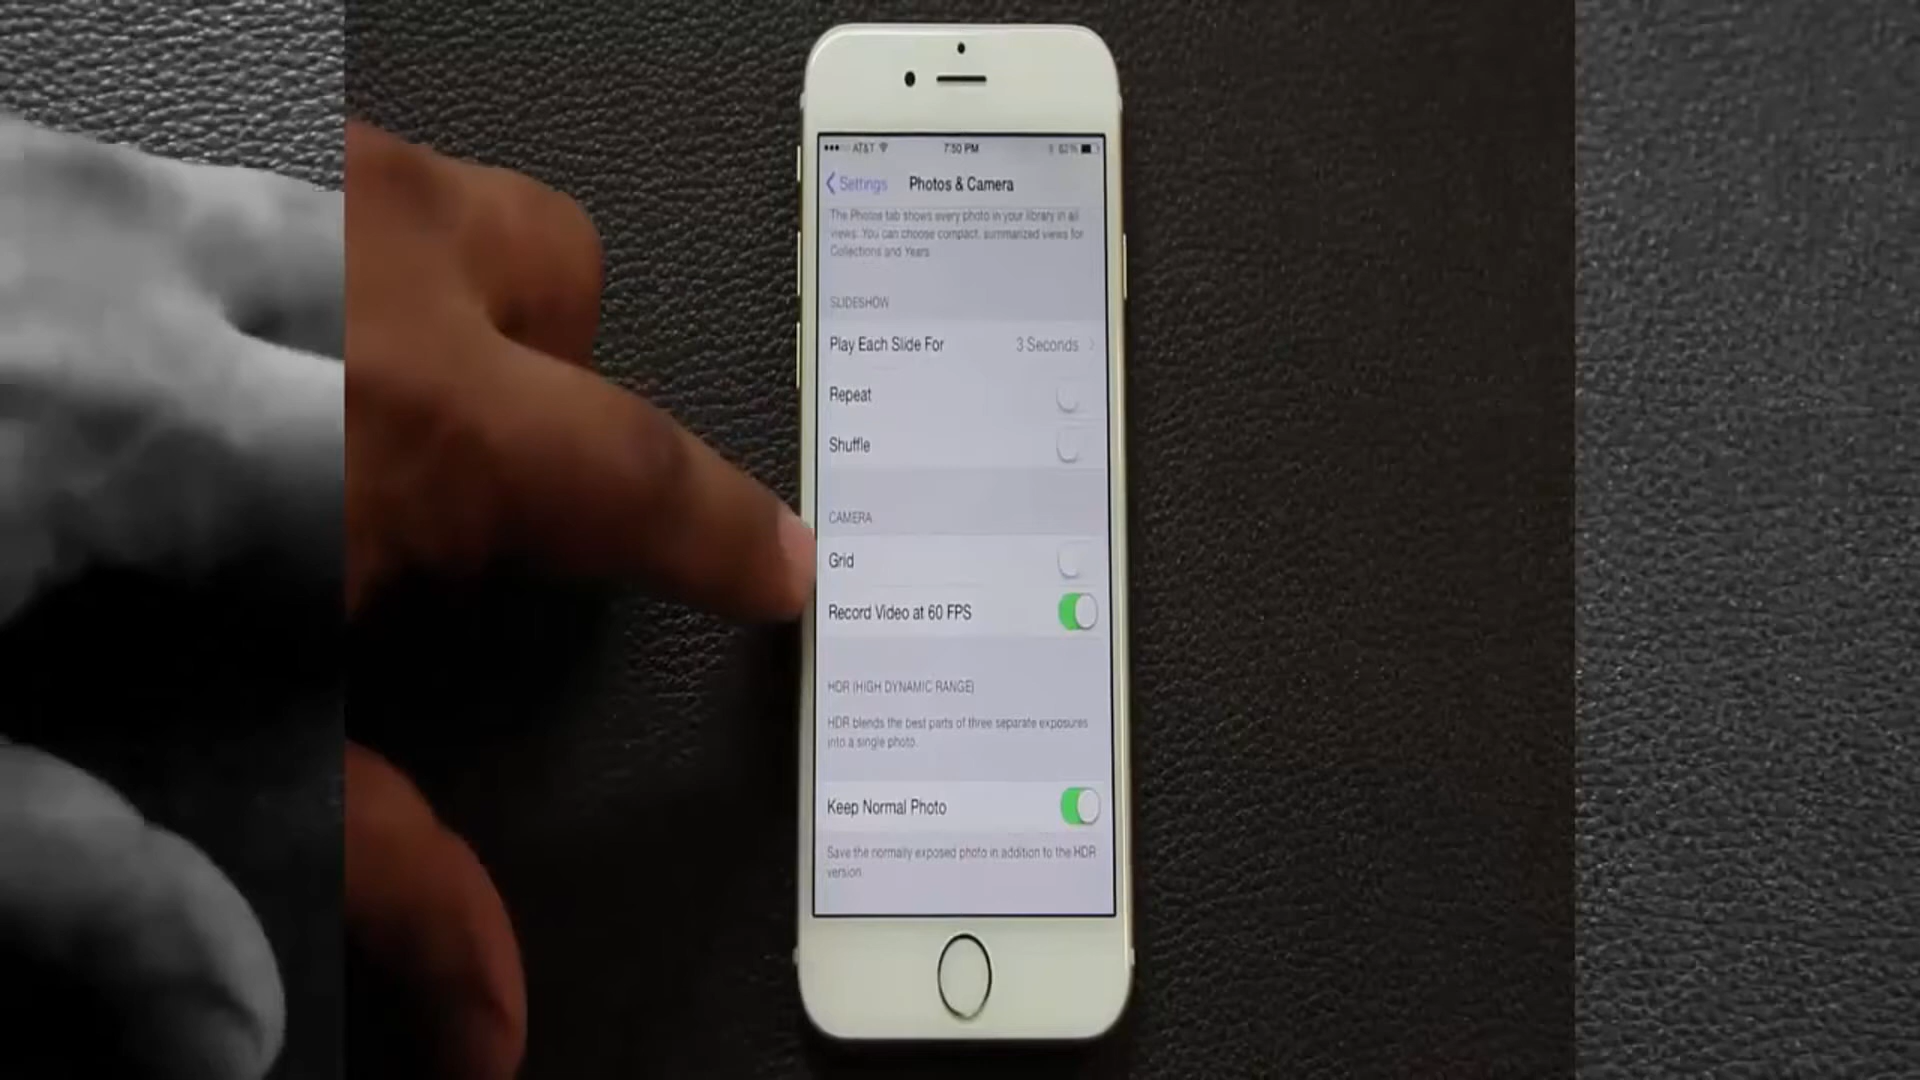 AT&T 7:50 PM 62%
Settings Photos & Camera
The Photos tab shows every photo in your library in all
views. You can choose compact, summarized views for
Collections and Years.
SLIDESHOW
Play Each Slide For 3 Seconds
Repeat
Shuffle
CAMERA
Grid
Record Video at 60 FPS
HDR (HIGH DYNAMIC RANGE)
HDR blends the best parts of three separate exposures
into a single photo.
Keep Normal Photo
Save the normally exposed photo in addition to the HDR
version.